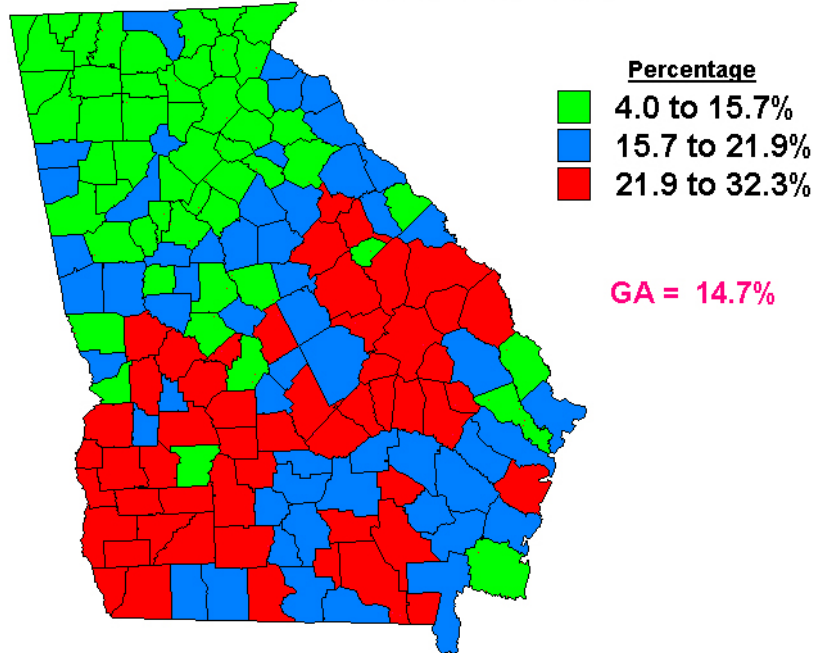 Percentage
4.0 to 15.7%
15.7 to 21.9%
21.9 to 32.3%
GA = 14.7%